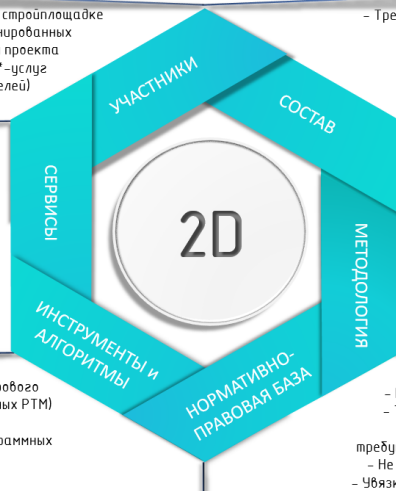 стройплощадке
– Тре
нированных
проекта
*-услуг
елей)
УЧАСТНИКИ
СОСТАВ
СЕРВИСЫ
2D
МЕТОДОЛОГИЯ
ИНСТРУМЕНТЫ И
АЛГОРИТМЫ
НОРМАТИВНО-
ПРАВОВАЯ БАЗА
ового
ных РТМ)
раммных
требу
– Не
– Увязк